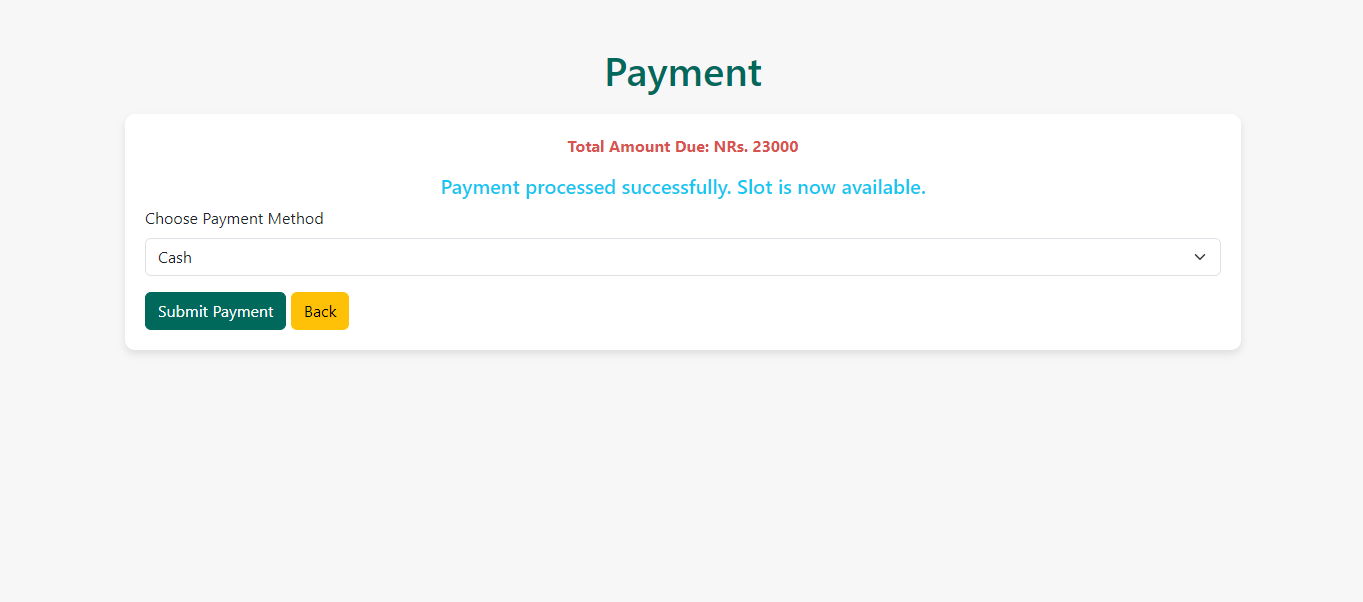 Payment
Total Amount Due: NRs. 23000
Payment processed successfully. Slot is now available.
Choose Payment Method
Cash
Submit Payment Back